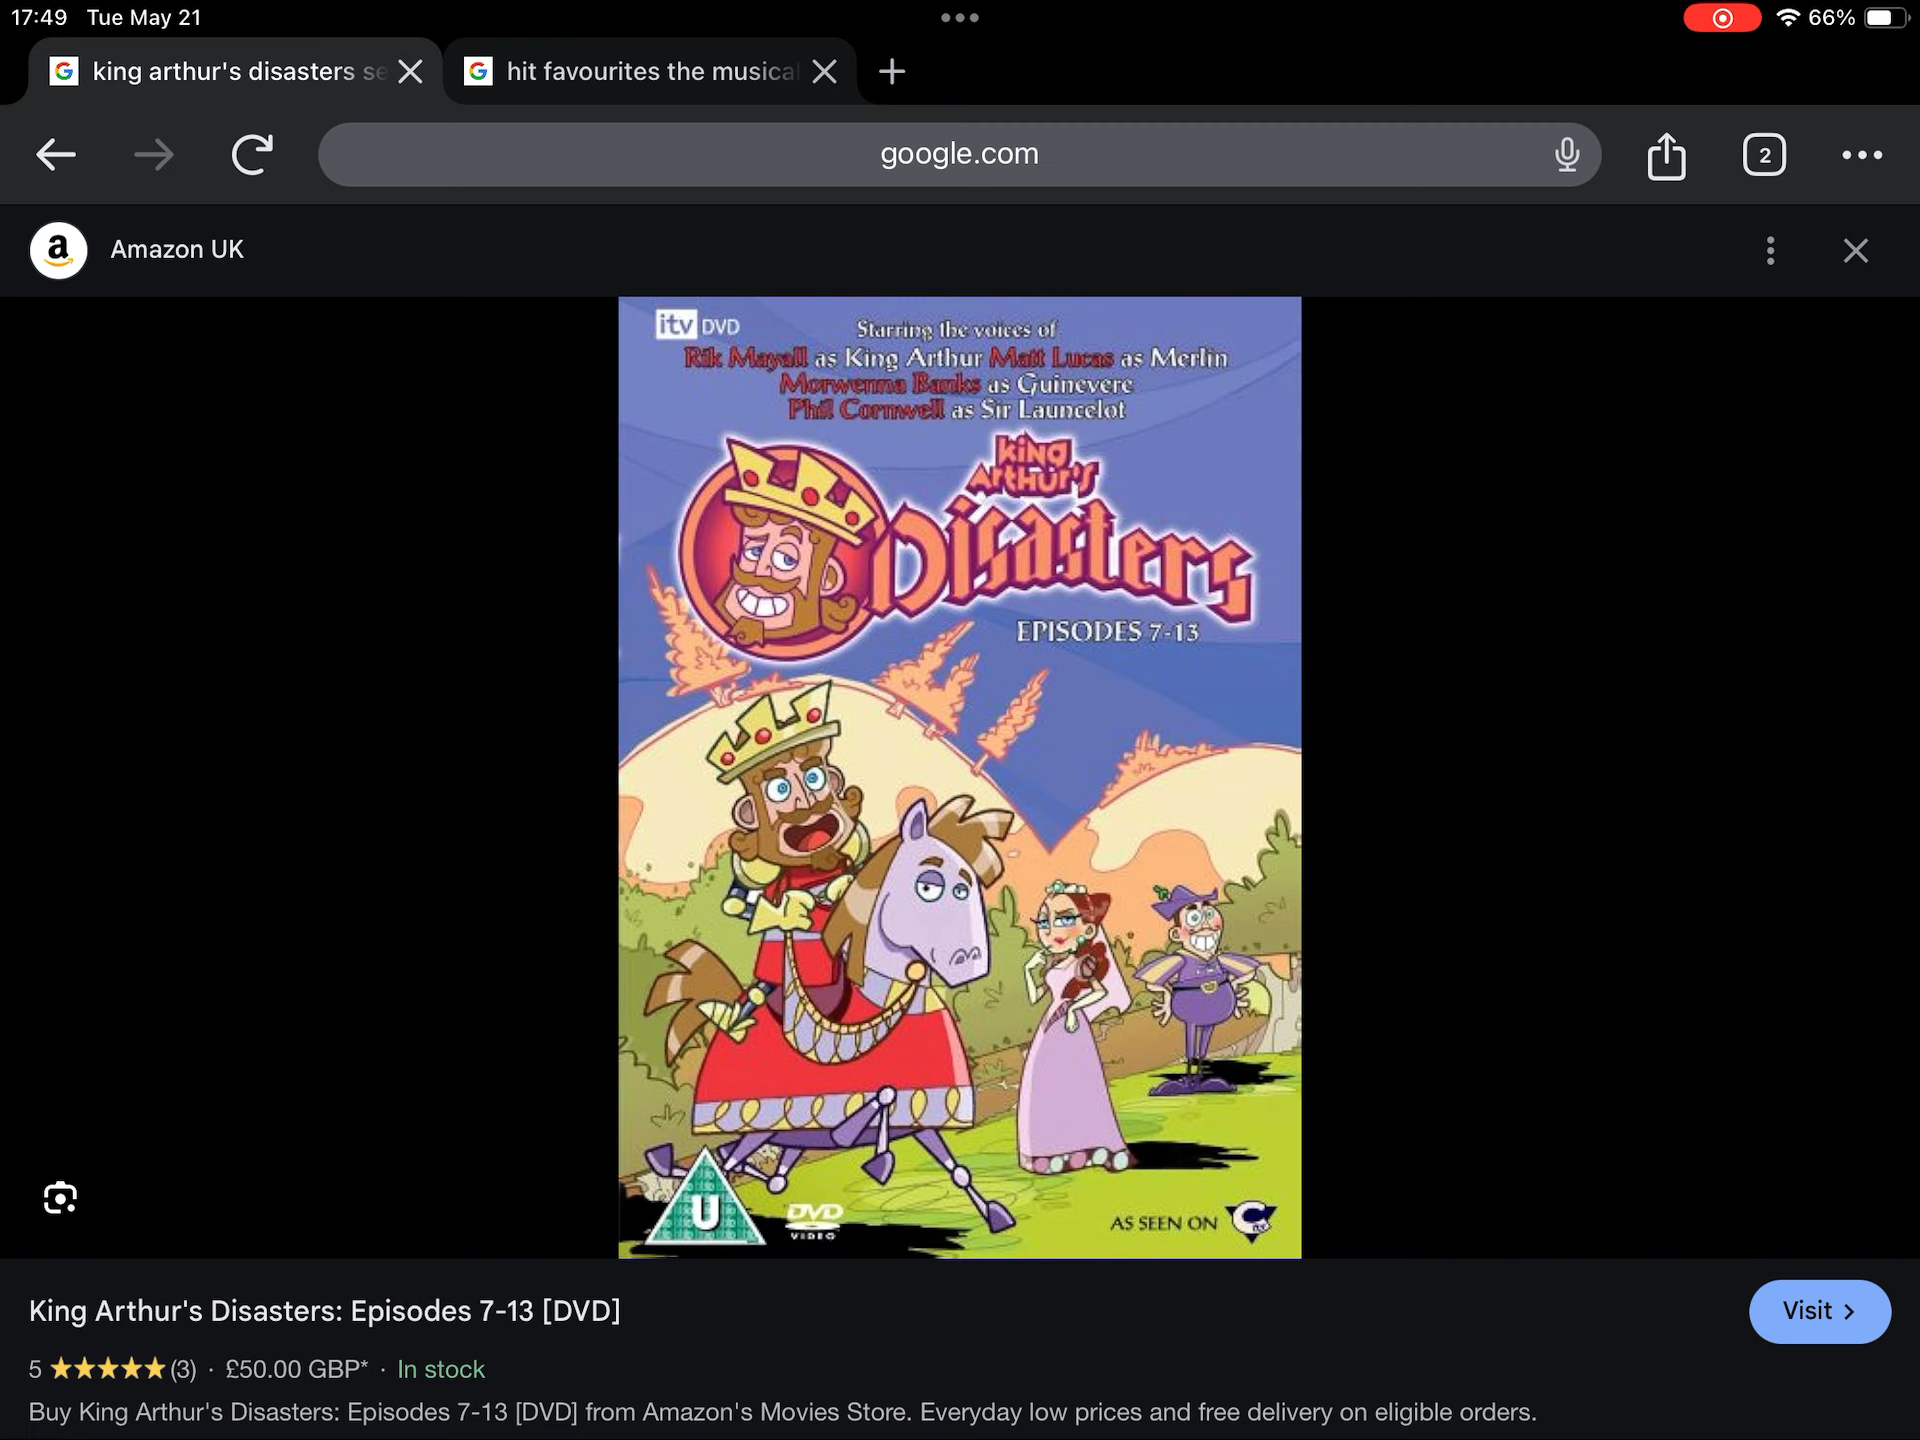 17:49 Tue May 21
66%
king arthur's disasters se
hit favourites the musical
google.com
2
Amazon UK
itv DVD
Starring the voices of
Rik Mayall as King Arthur Matt Lucas as Merlin
Morwenna Banks as Guinevere
Phil Cornwell as Sir Launcelot
King
Arthur's
Disasters
EPISODES 7-13
U
DVD
VIDEO
AS SEEN ON
King Arthur's Disasters: Episodes 7-13 [DVD]
Visit
5 ★★★★★ (3) · £50.00 GBP* · In stock
Buy King Arthur's Disasters: Episodes 7-13 [DVD] from Amazon's Movies Store. Everyday low prices and free delivery on eligible orders.